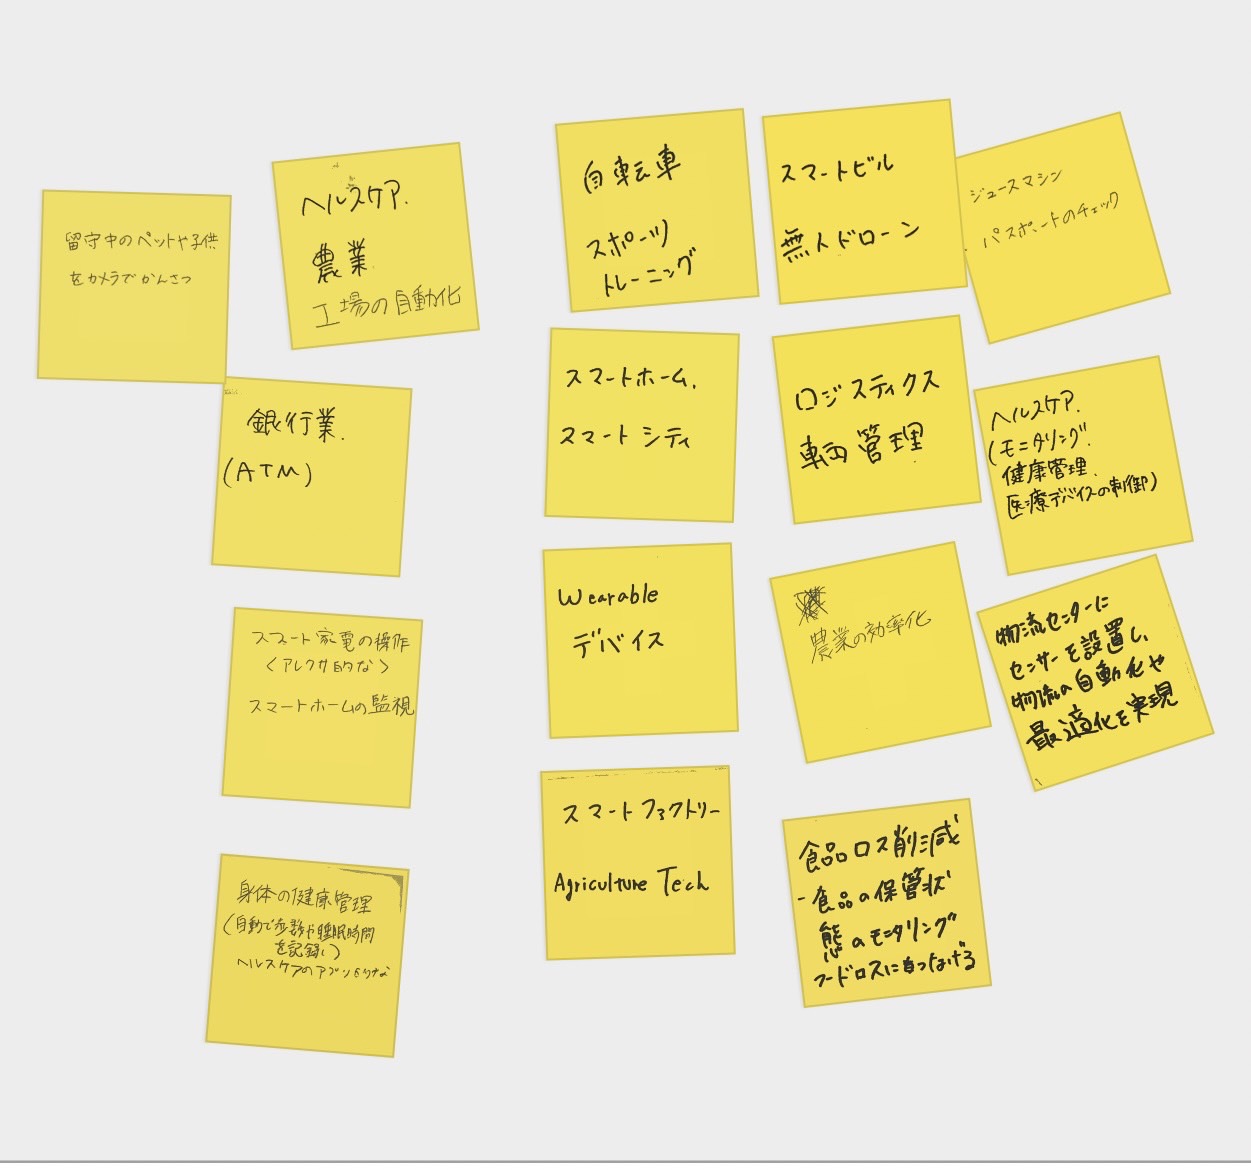 留守中のペットや子供
をカメラでかんさつ
ヘルスケア.
農業.
工場の自動化
銀行業.
(ATM)
スマート家電の操作
<アレクサ的な>
スマートホームの監視
身体の健康管理
(自動で歩数や睡眠時間
を記録し)
ヘルスケアのアプリ
自転車
スポーツ
トレーニング
スマートホーム.
スマートシティ
Wearable
デバイス
スマートファクトリー
Agriculture Tech
スマートビル
無人ドローン
ロジスティクス
車両管理
農業の効率化
食品ロス削減
-食品の保管状
態のモニタリング
フードロスにもつなげる
ジュースマシン
パスポートのチェック
ヘルスケア.
(モニタリング.
健康管理.
医療デバイスの制御)
物流センターに
センサーを設置し、
物流の自動化や
最適化を実現